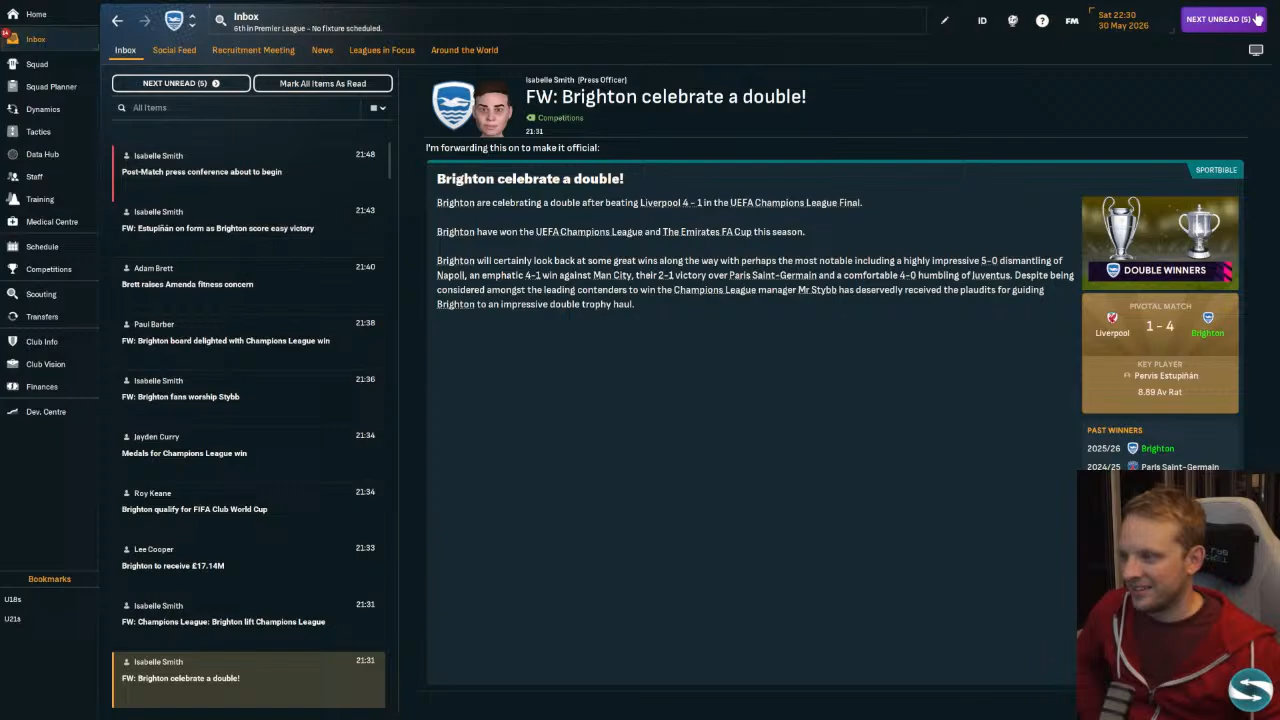 Home
Inbox
6th in Premier League - No fixture scheduled.
ID
FM
Sat 22:30
30 May 2026
NEXT UNREAD (5)
14
Inbox
Squad
Squad Planner
Dynamics
Tactics
Data Hub
Staff
Training
Medical Centre
Schedule
Competitions
Scouting
Transfers
Club Info
Club Vision
Finances
Dev. Centre
Bookmarks
U18s
U21s
Inbox
Social Feed
Recruitment Meeting
News
Leagues in Focus
Around the World
NEXT UNREAD (5)
Mark All Items As Read
All Items
Isabelle Smith
21:48
Post-Match press conference about to begin
Isabelle Smith
21:43
FW: Estupiñán on form as Brighton score easy victory
Adam Brett
21:40
Brett raises Amenda fitness concern
Paul Barber
21:38
FW: Brighton board delighted with Champions League win
Isabelle Smith
21:36
FW: Brighton fans worship Stybb
Jayden Curry
21:34
Medals for Champions League win
Roy Keane
21:34
Brighton qualify for FIFA Club World Cup
Lee Cooper
21:33
Brighton to receive £17.14M
Isabelle Smith
21:31
FW: Champions League: Brighton lift Champions League
Isabelle Smith
21:31
FW: Brighton celebrate a double!
Isabelle Smith (Press Officer)
FW: Brighton celebrate a double!
Competitions
21:31
I'm forwarding this on to make it official:
SPORTBIBLE
Brighton celebrate a double!
Brighton are celebrating a double after beating Liverpool 4 - 1 in the UEFA Champions League Final.
Brighton have won the UEFA Champions League and The Emirates FA Cup this season.
Brighton will certainly look back at some great wins along the way with perhaps the most notable including a highly impressive 5-0 dismantling of
Napoli, an emphatic 4-1 win against Man City, their 2-1 victory over Paris Saint-Germain and a comfortable 4-0 humbling of Juventus. Despite being
considered amongst the leading contenders to win the Champions League manager Mr Stybb has deservedly received the plaudits for guiding
Brighton to an impressive double trophy haul.
DOUBLE WINNERS
PIVOTAL MATCH
Liverpool
1 - 4
Brighton
KEY PLAYER
Pervis Estupiñán
8.89 Av Rat
PAST WINNERS
2025/26 Brighton
2024/25 Paris Saint-Germain